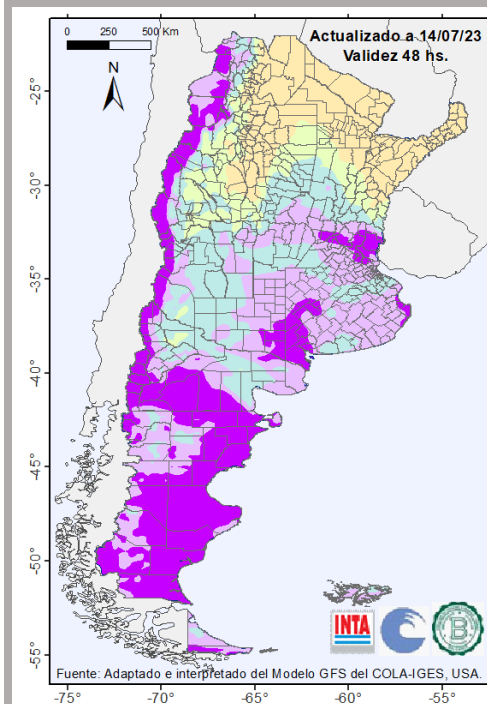 0 250 500 Km
Actualizado a 14/07/23
Validez 48 hs.
N
-25°
-30°
-35°
-40°
-45°
-50°
-55°
INTA
B
Fuente: Adaptado e interpretado del Modelo GFS del COLA-IGES, USA.
-75° -70° -65° -60° -55°